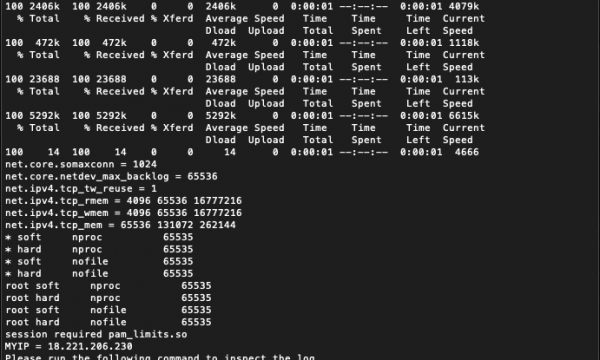 100 2406k 100 2406k 0 0 2406k 0 0:00:01 --:--:-- 0:00:01 4079k
% Total % Received % Xferd Average Speed Time Time Time Current
Dload Upload Total Spent Left Speed
100 472k 100 472k 0 0 472k 0 0:00:01 --:--:-- 0:00:01 1118k
% Total % Received % Xferd Average Speed Time Time Time Current
Dload Upload Total Spent Left Speed
100 23688 100 23688 0 0 23688 0 0:00:01 --:--:-- 0:00:01 113k
% Total % Received % Xferd Average Speed Time Time Time Current
Dload Upload Total Spent Left Speed
100 5292k 100 5292k 0 0 5292k 0 0:00:01 --:--:-- 0:00:01 6615k
% Total % Received % Xferd Average Speed Time Time Time Current
Dload Upload Total Spent Left Speed
100 14 100 14 0 0 14 0 0:00:01 --:--:-- 0:00:01 4666
net.core.somaxconn = 1024
net.core.netdev_max_backlog = 65536
net.ipv4.tcp_tw_reuse = 1
net.ipv4.tcp_rmem = 4096 65536 16777216
net.ipv4.tcp_wmem = 4096 65536 16777216
net.ipv4.tcp_mem = 65536 131072 262144
* soft nproc 65535
* hard nproc 65535
* soft nofile 65535
* hard nofile 65535
root soft nproc 65535
root hard nproc 65535
root soft nofile 65535
root hard nofile 65535
session required pam_limits.so
MYIP = 18.221.206.230
Please run the following command to inspect the log